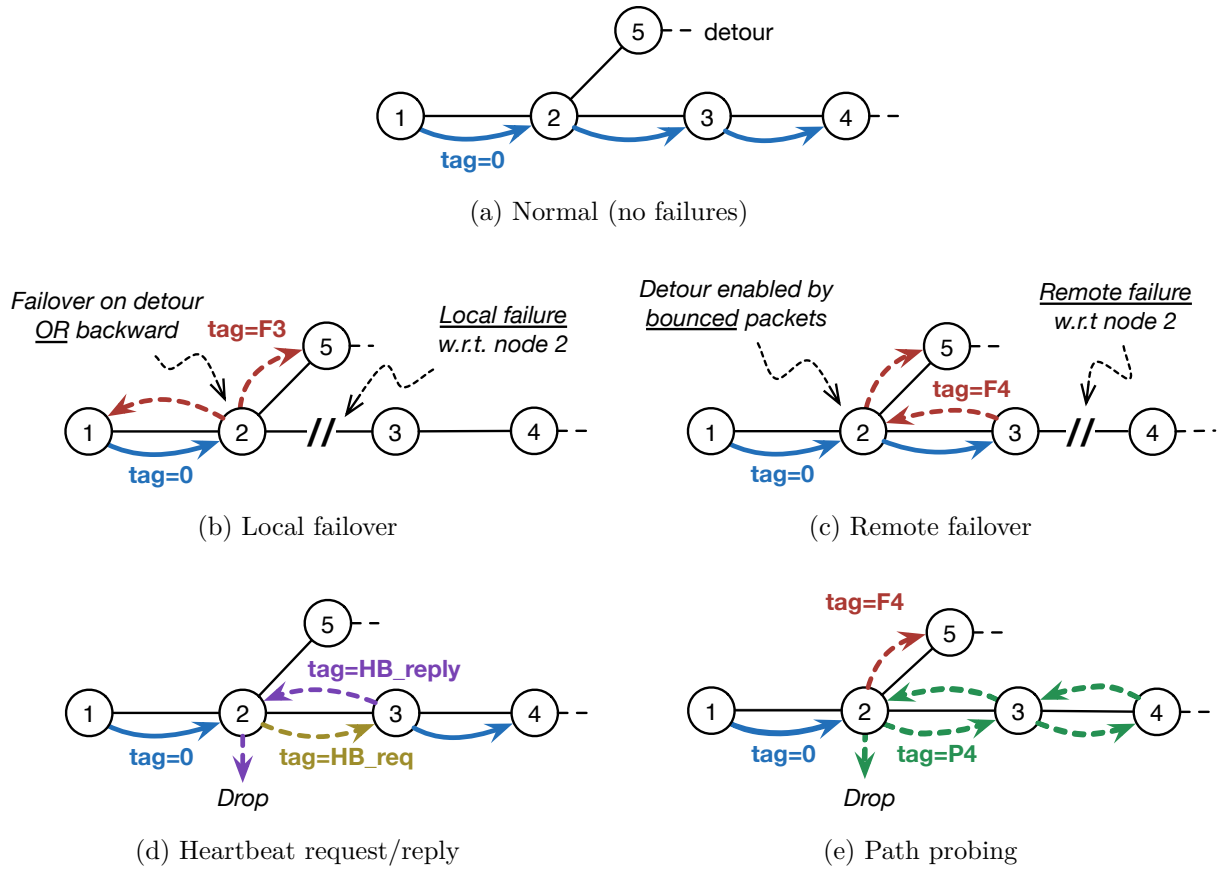 5
detour
1
2
3
4
tag=0
(a) Normal (no failures)
Failover on detour
OR backward
tag=F3
Local failure
w.r.t. node 2
5
1
2
3
4
tag=0
(b) Local failover
Detour enabled by
bounced packets
Remote failure
w.r.t node 2
5
tag=F4
1
2
3
4
tag=0
(c) Remote failover
5
tag=HB_reply
1
2
3
4
tag=0
tag=HB_req
Drop
(d) Heartbeat request/reply
tag=F4
5
1
2
3
4
tag=0
tag=P4
Drop
(e) Path probing